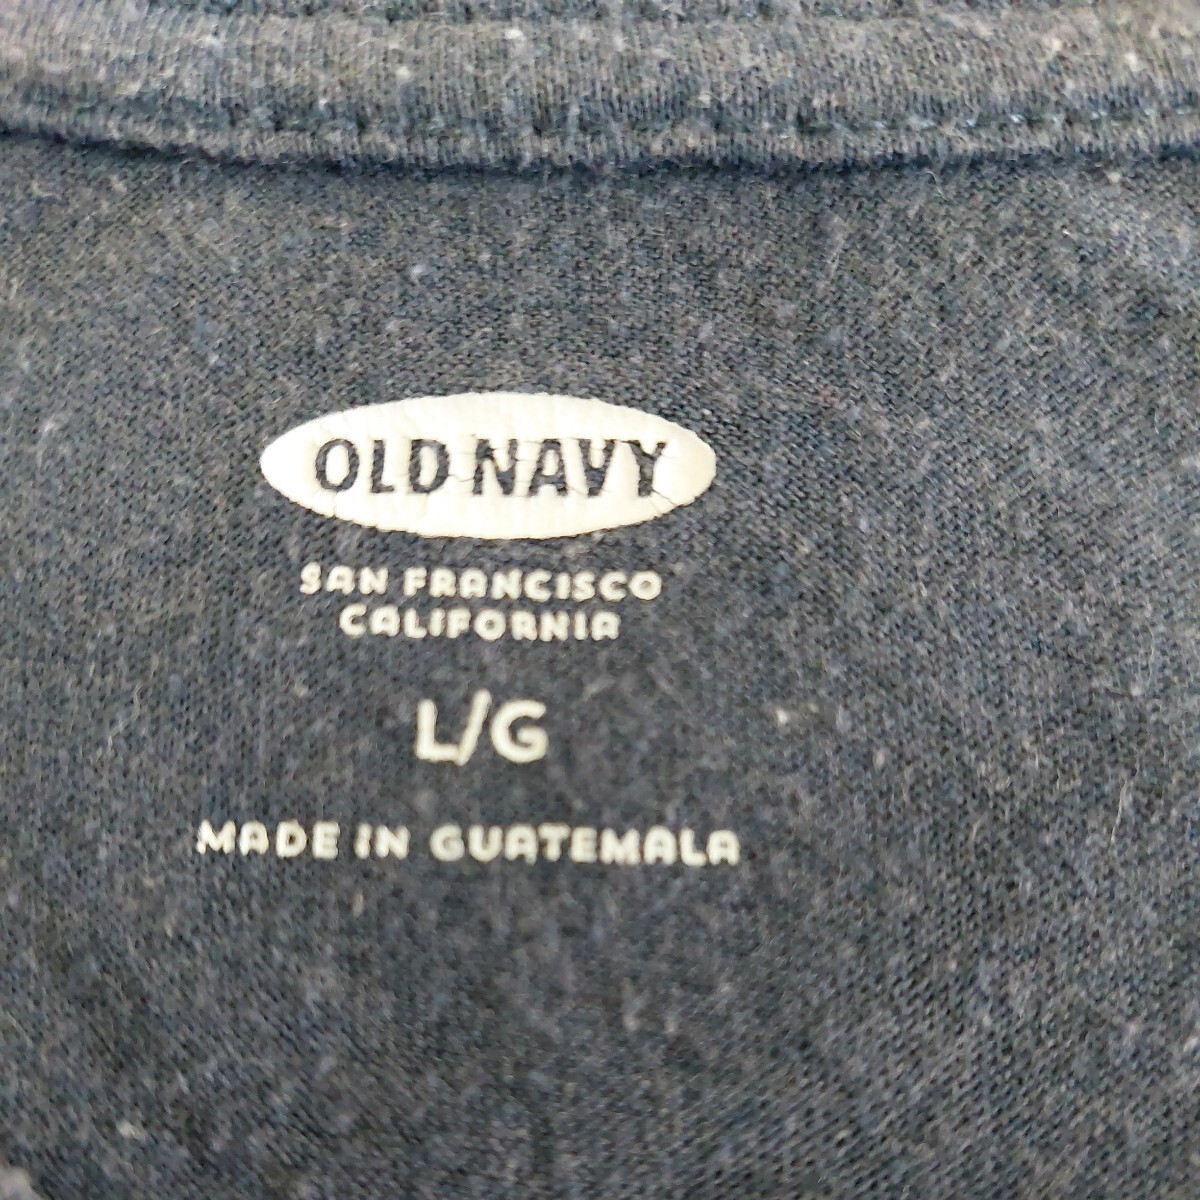 OLD NAVY
SAN FRANCISCO
CALIFORNIA
L/G
MADE IN GUATEMALA